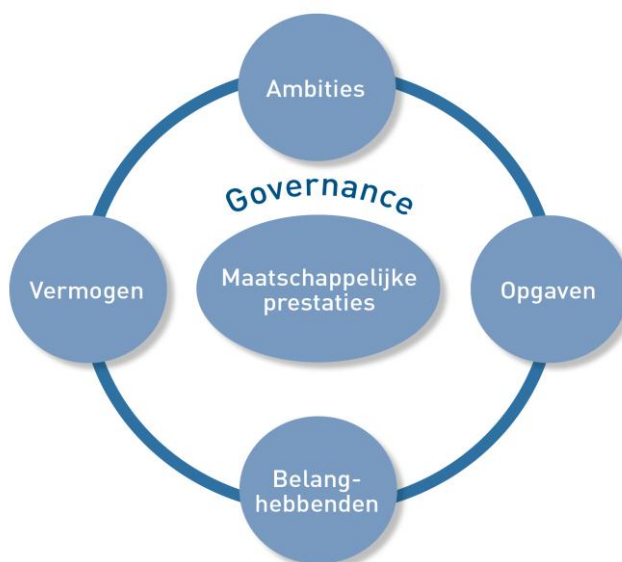 Ambities
Governance
Vermogen
Maatschappelijke
prestaties
Opgaven
Belang-
hebbenden